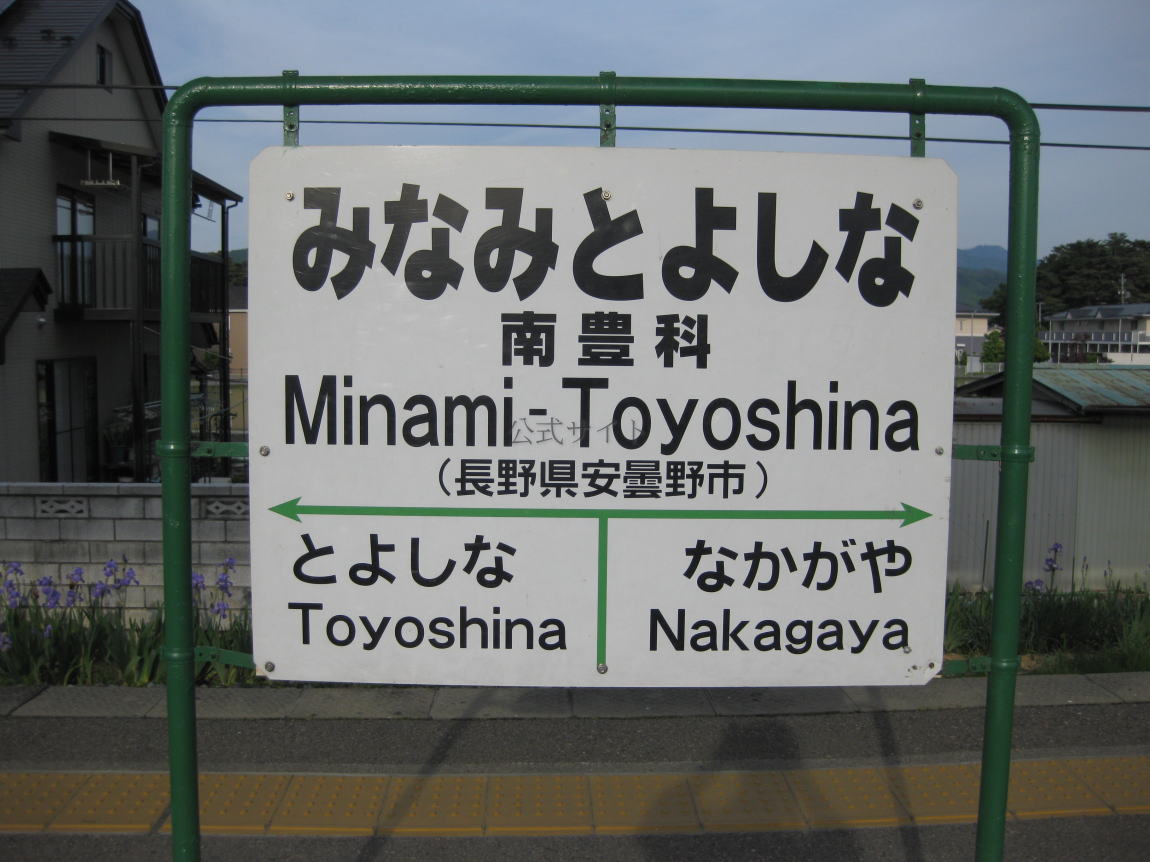 みなみとよしな
南豊科
Minami-Toyoshina
公式サイト
（長野県安曇野市）
とよしな なかがや
Toyoshina Nakagaya